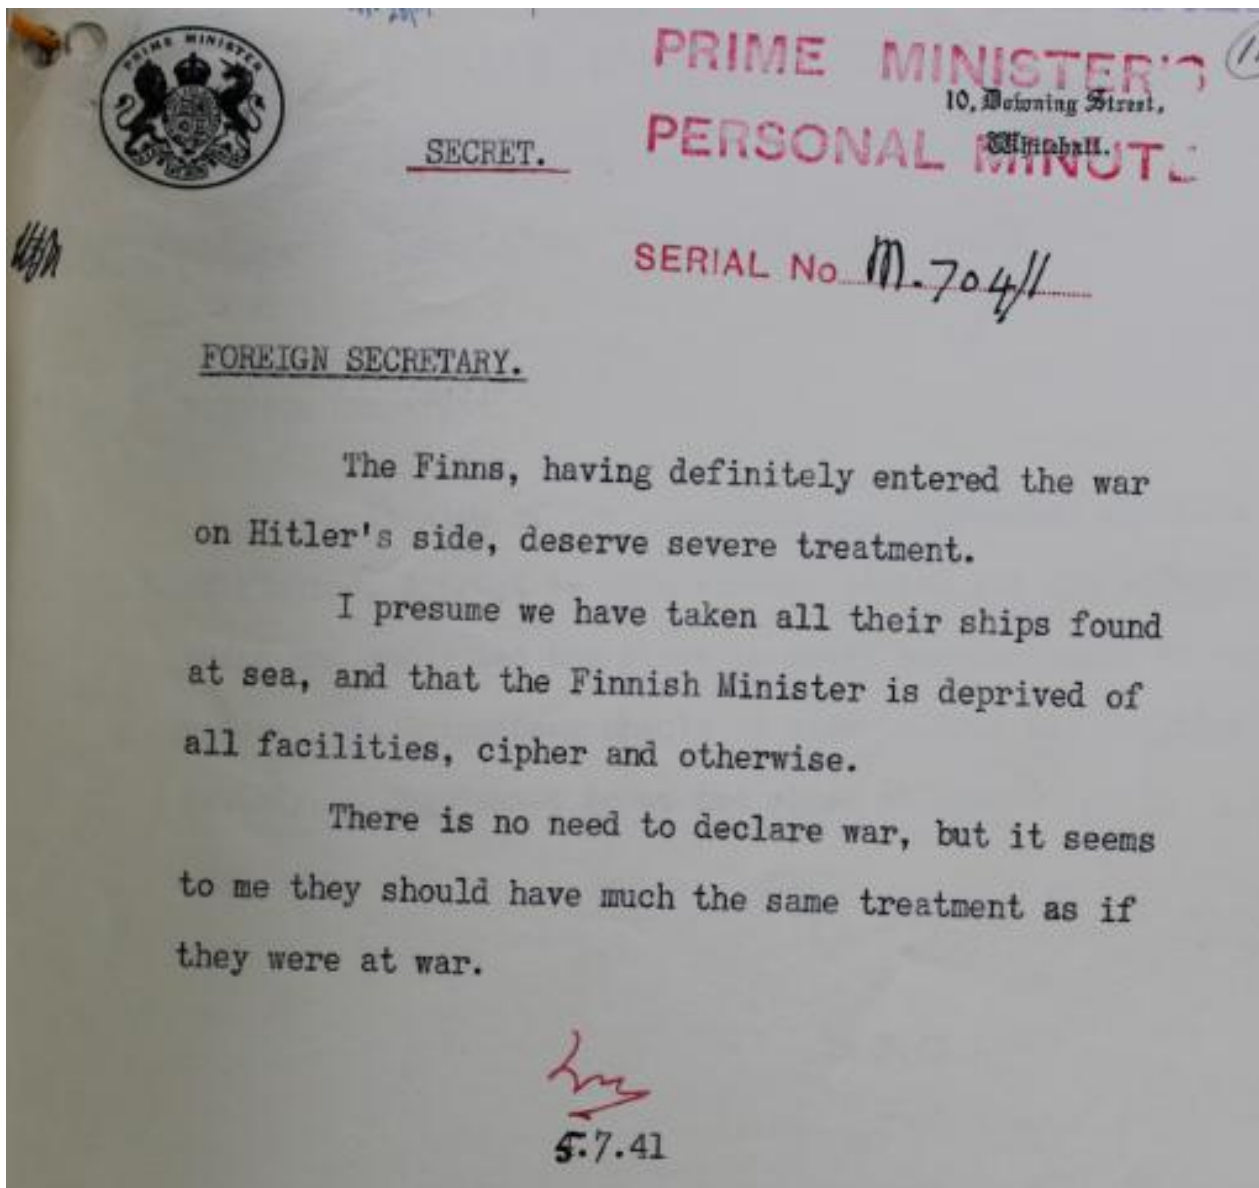 PRIME MINISTER
PRIME MINISTER'S
10, Downing Street,
SECRET.
PERSONAL MINUTE
Whitehall.
SERIAL No M.704/1
FOREIGN SECRETARY.
The Finns, having definitely entered the war
on Hitler's side, deserve severe treatment.
I presume we have taken all their ships found
at sea, and that the Finnish Minister is deprived of
all facilities, cipher and otherwise.
There is no need to declare war, but it seems
to me they should have much the same treatment as if
they were at war.
5.7.41